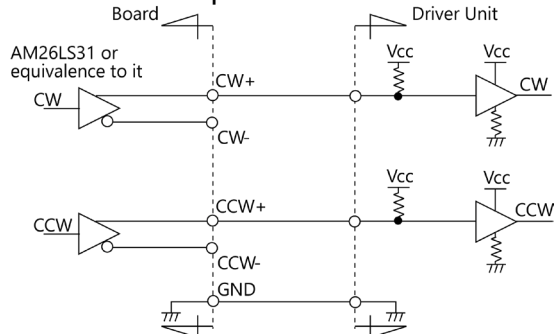 Board
Driver Unit
AM26LS31 or
equivalence to it
Vcc
Vcc
CW+
CW
CW
CW-
Vcc
Vcc
CCW+
CCW
CCW
CCW-
GND